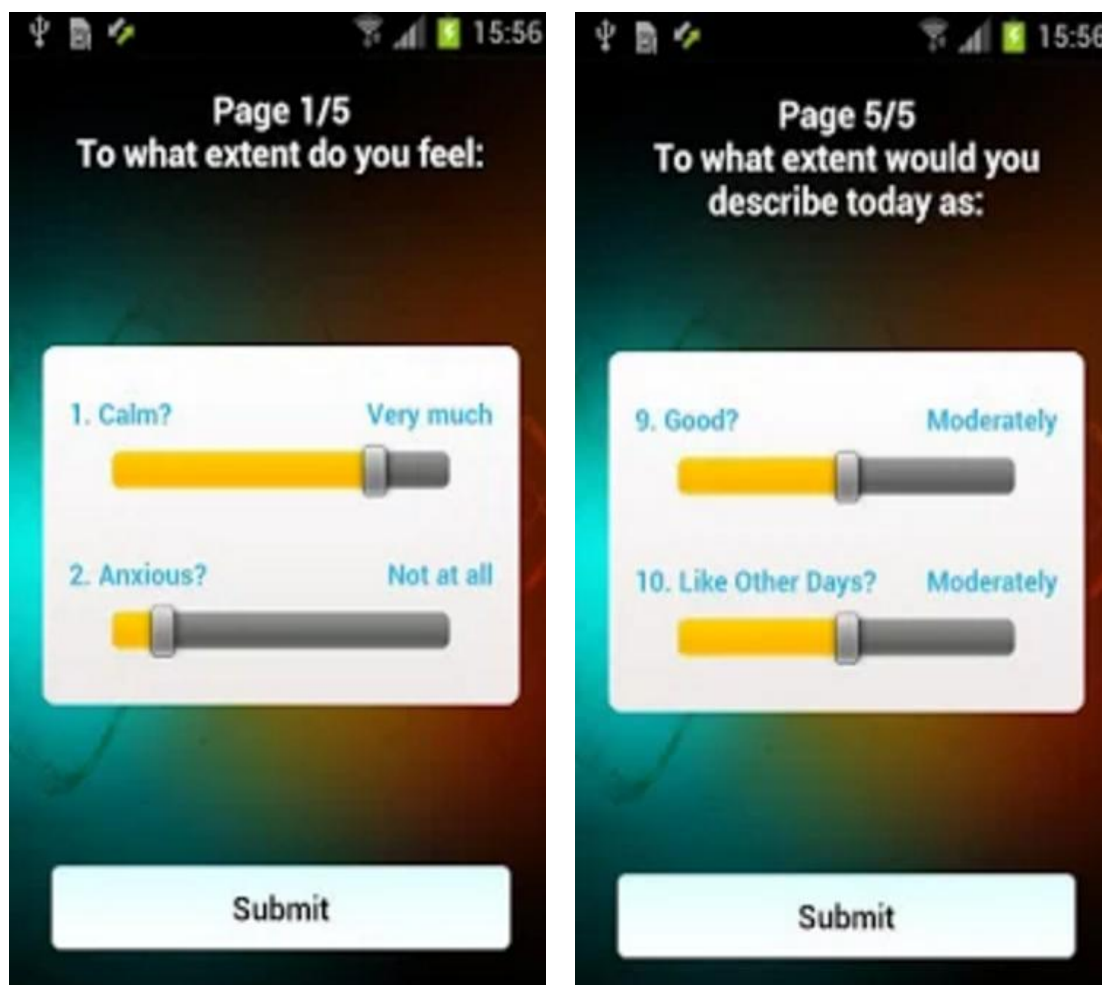 15:56
Page 1/5
To what extent do you feel:
1. Calm? Very much
2. Anxious? Not at all
Submit
15:56
Page 5/5
To what extent would you
describe today as:
9. Good? Moderately
10. Like Other Days? Moderately
Submit